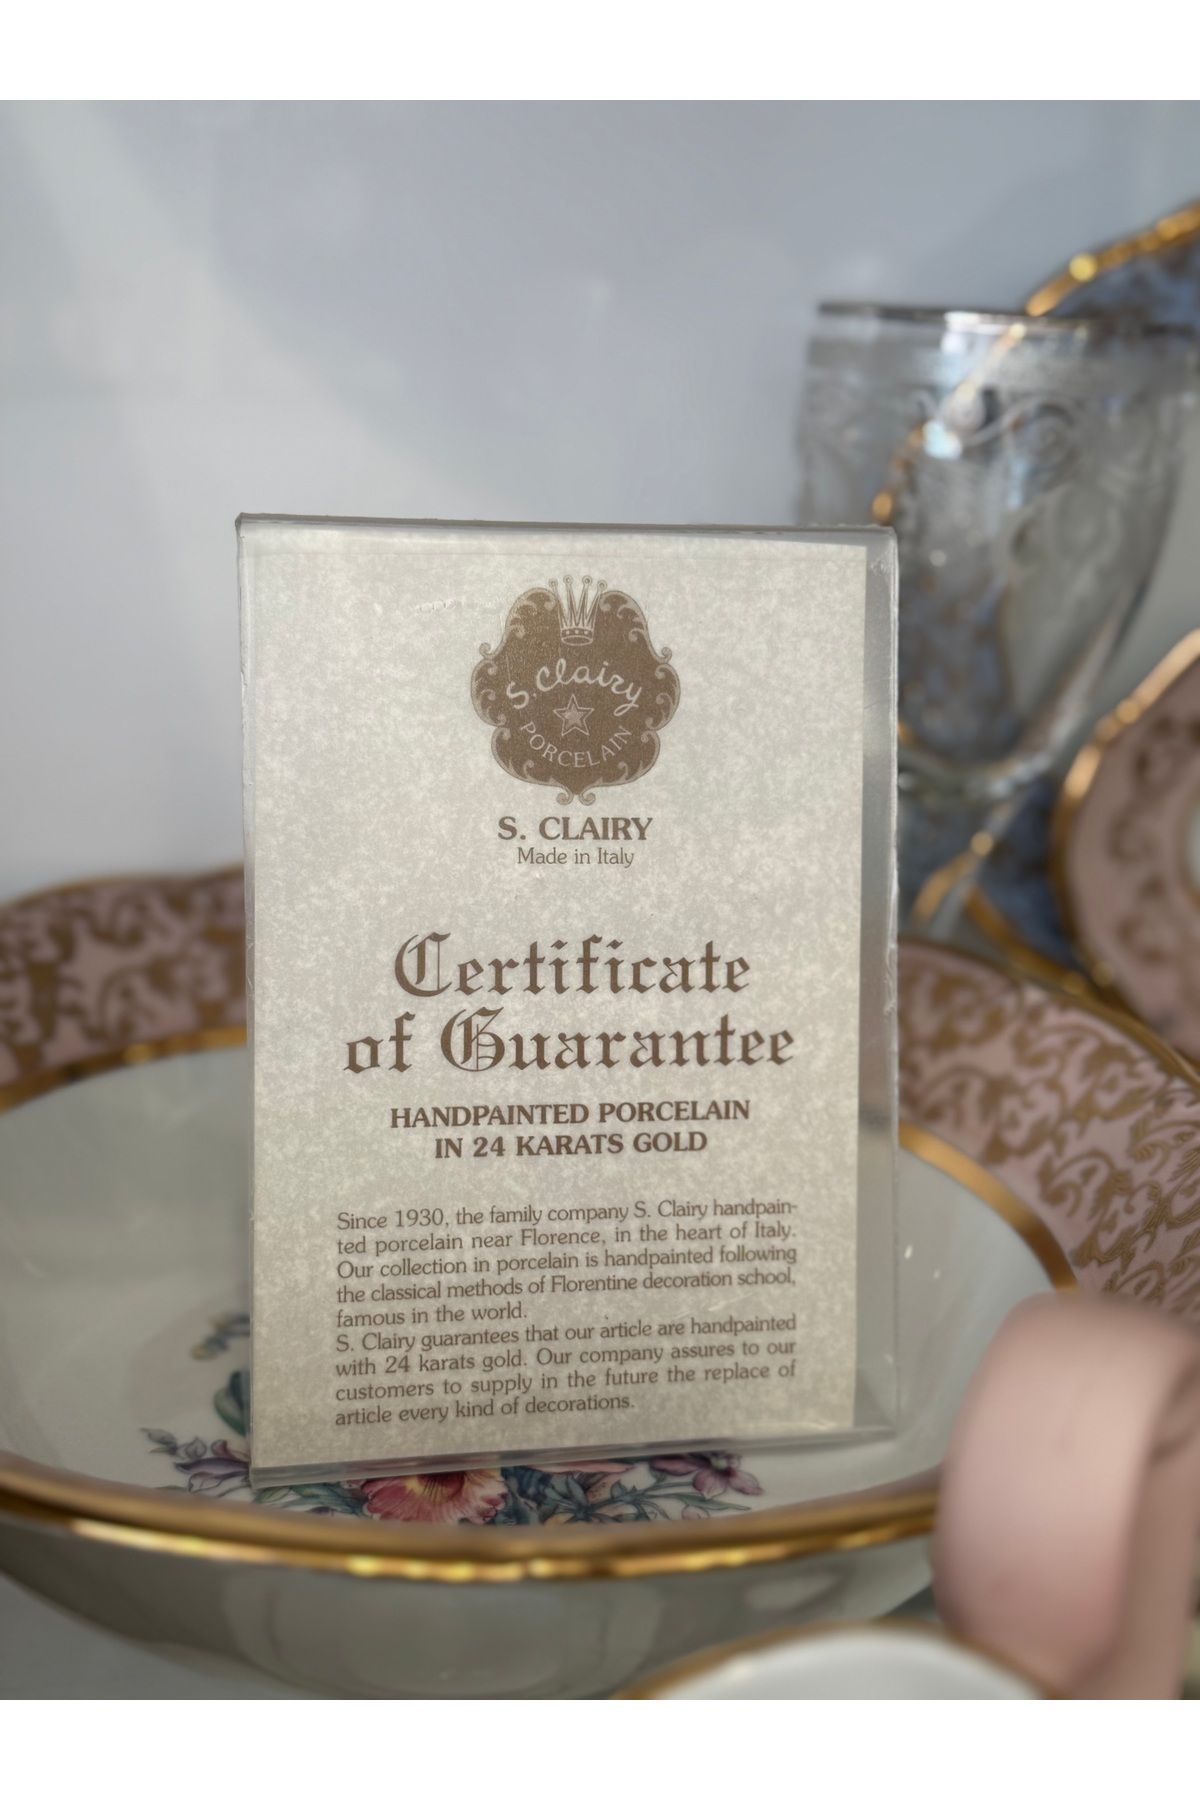 S. Clairy
PORCELAIN
S. CLAIRY
Made in Italy
Certificate
of Guarantee
HANDPAINTED PORCELAIN
IN 24 KARATS GOLD
Since 1930, the family company S. Clairy handpain-
ted porcelain near Florence, in the heart of Italy.
Our collection in porcelain is handpainted following
the classical methods of Florentine decoration school,
famous in the world.
S. Clairy guarantees that our article are handpainted
with 24 karats gold. Our company assures to our
customers to supply in the future the replace of
article every kind of decorations.